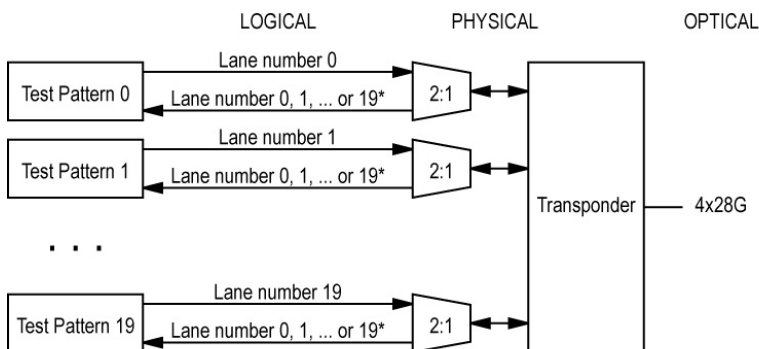 LOGICAL PHYSICAL OPTICAL
Lane number 0
Test Pattern 0 Lane number 0, 1, ... or 19* 2:1
Lane number 1
Test Pattern 1 Lane number 0, 1, ... or 19* 2:1
Transponder 4x28G
. . .
Lane number 19
Test Pattern 19 Lane number 0, 1, ... or 19* 2:1